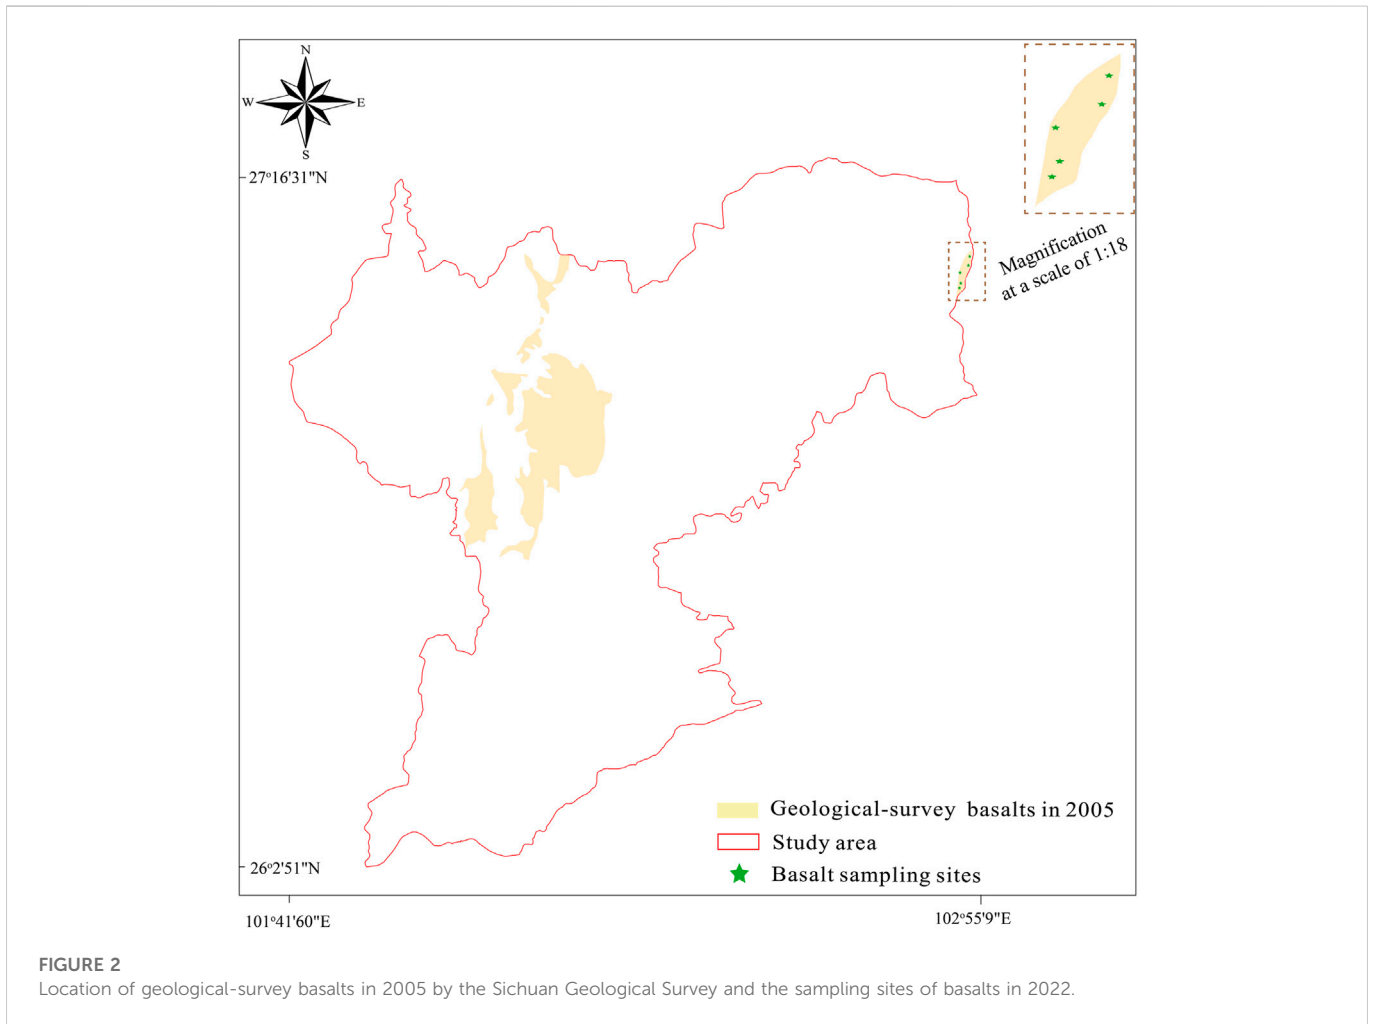 N
W
E
S
27°16'31"N
Magnification
at a scale of 1:18
Geological-survey basalts in 2005
Study area
Basalt sampling sites
26°2'51"N
101°41'60"E
102°55'9"E
FIGURE 2
Location of geological-survey basalts in 2005 by the Sichuan Geological Survey and the sampling sites of basalts in 2022.